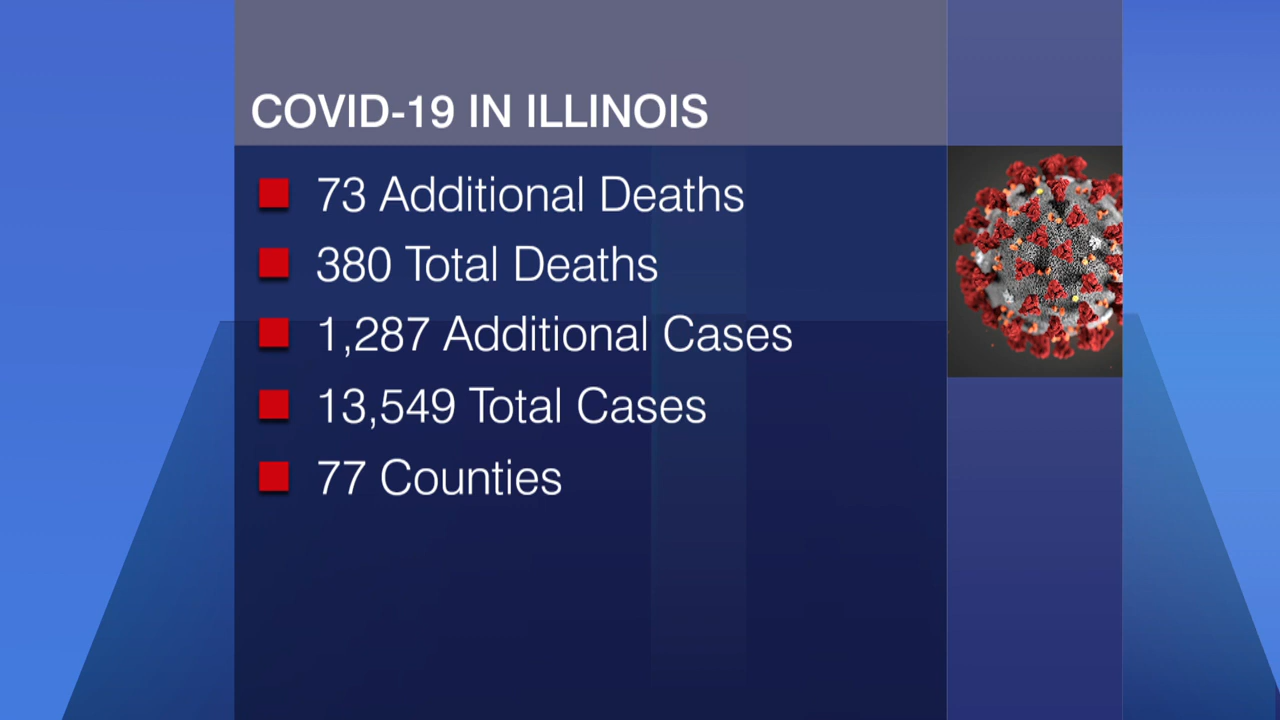 COVID-19 IN ILLINOIS
73 Additional Deaths
380 Total Deaths
1,287 Additional Cases
13,549 Total Cases
77 Counties